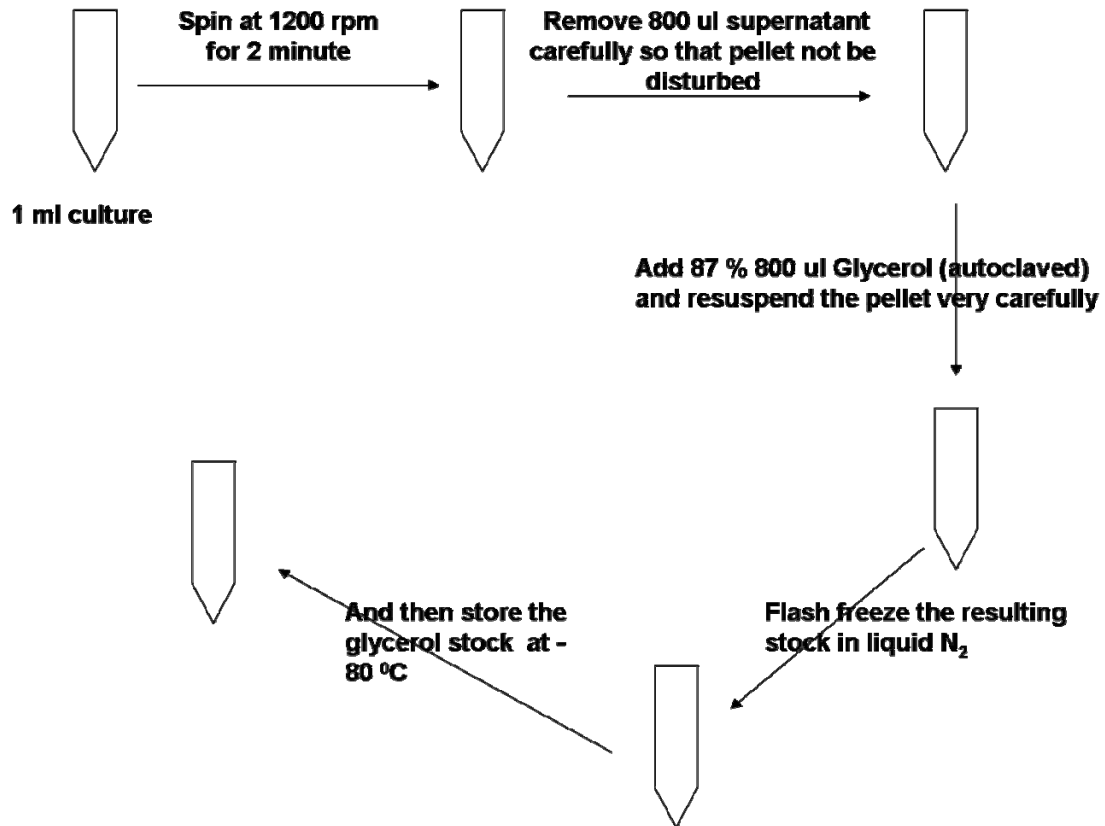 Spin at 1200 rpm
for 2 minute
Remove 800 ul supernatant
carefully so that pellet not be
disturbed
1 ml culture
Add 87 % 800 ul Glycerol (autoclaved)
and resuspend the pellet very carefully
Flash freeze the resulting
stock in liquid N₂
And then store the
glycerol stock at -
80 ⁰C